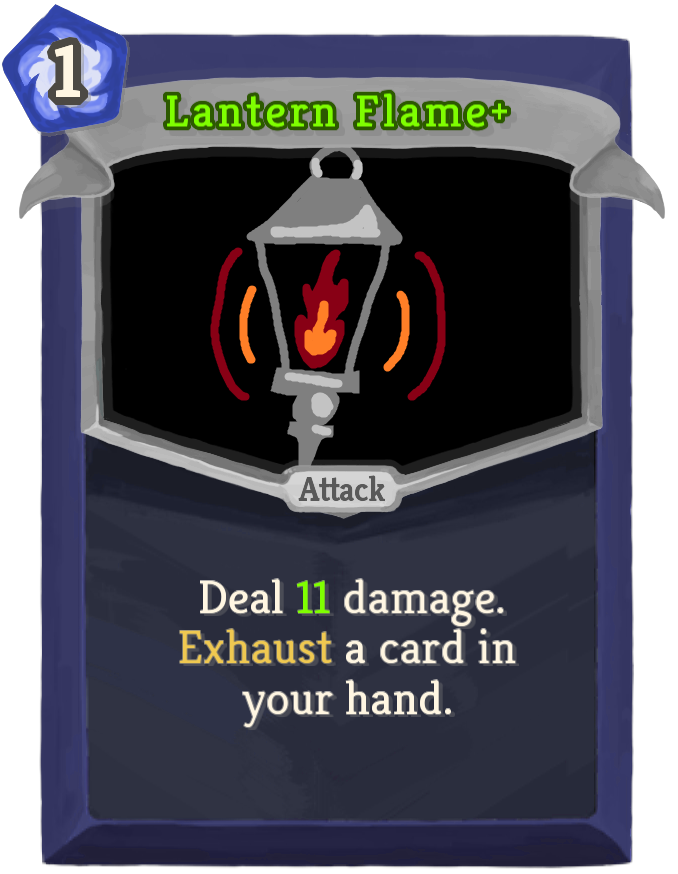 1
Lantern Flame+
Attack
Deal 11 damage.
Exhaust a card in
your hand.